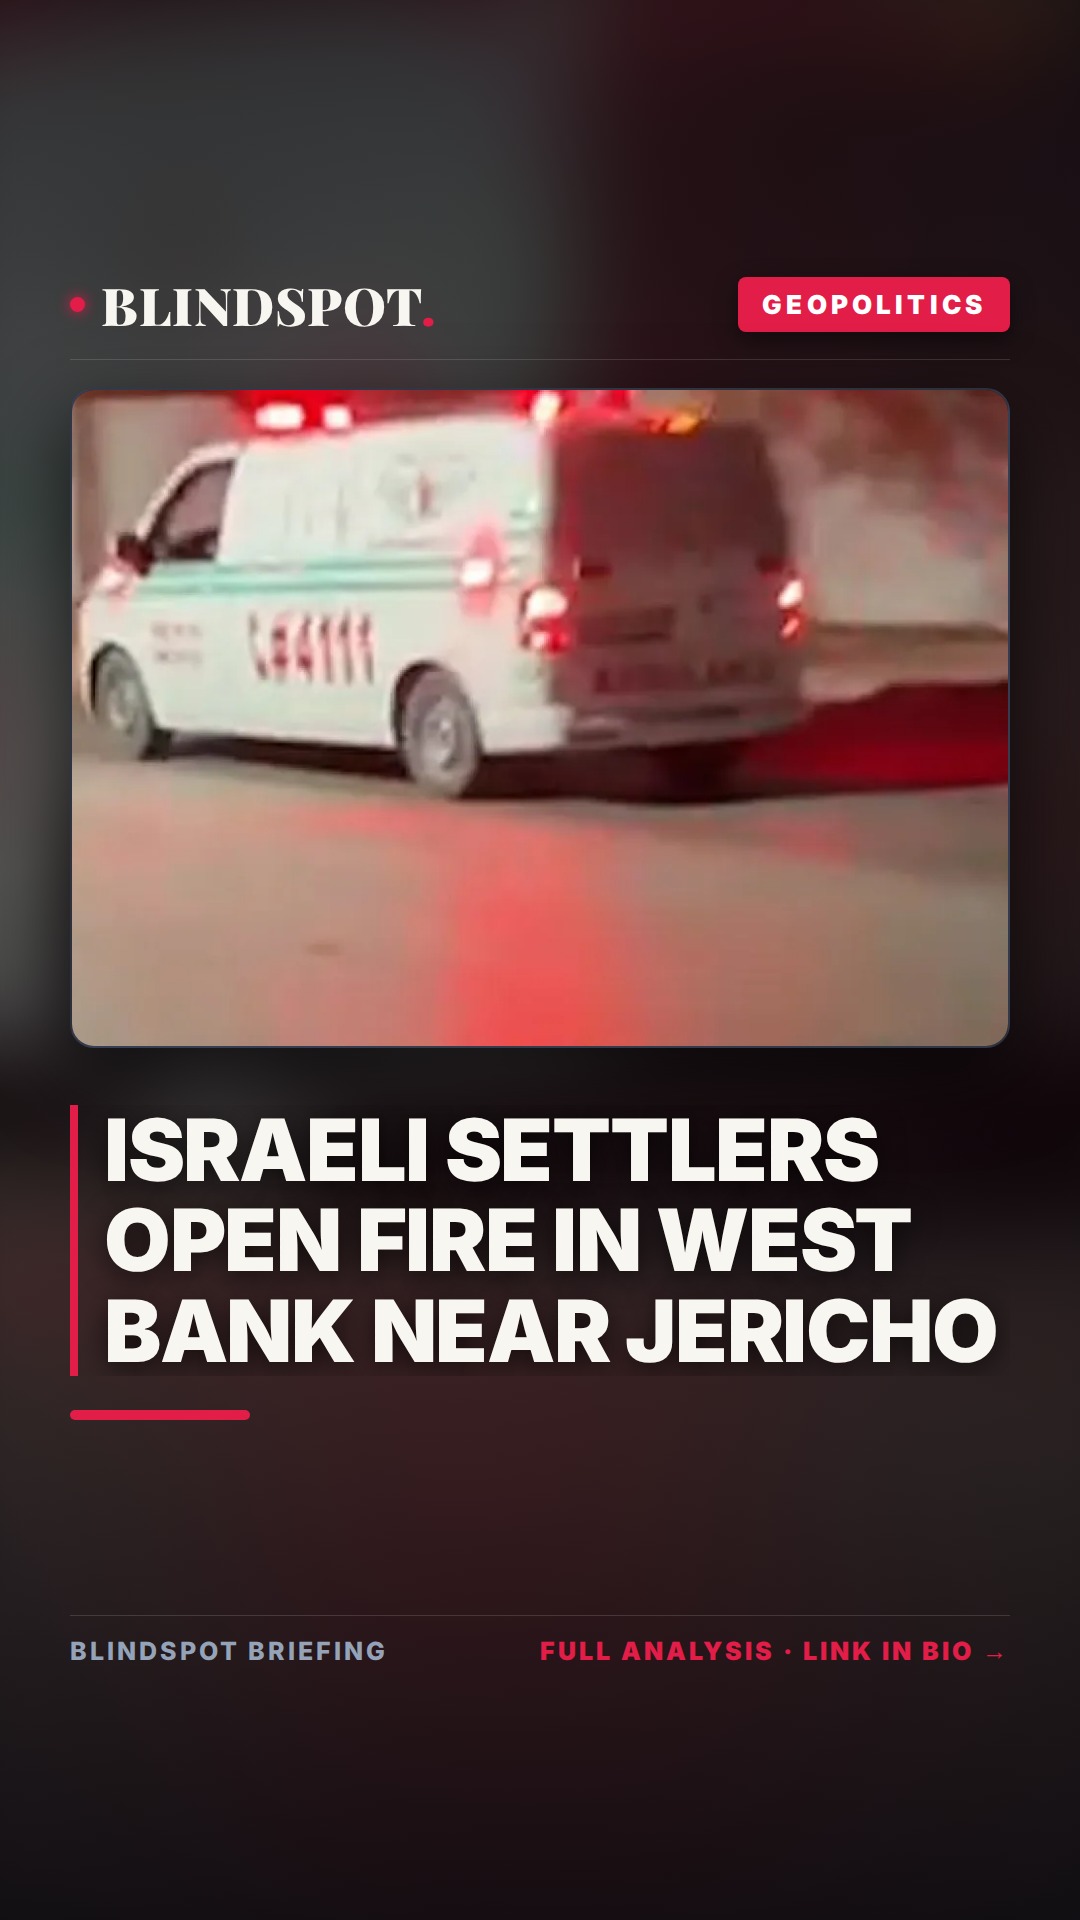 BLINDSPOT.
GEOPOLITICS
ISRAELI SETTLERS
OPEN FIRE IN WEST
BANK NEAR JERICHO
BLINDSPOT BRIEFING
FULL ANALYSIS · LINK IN BIO →